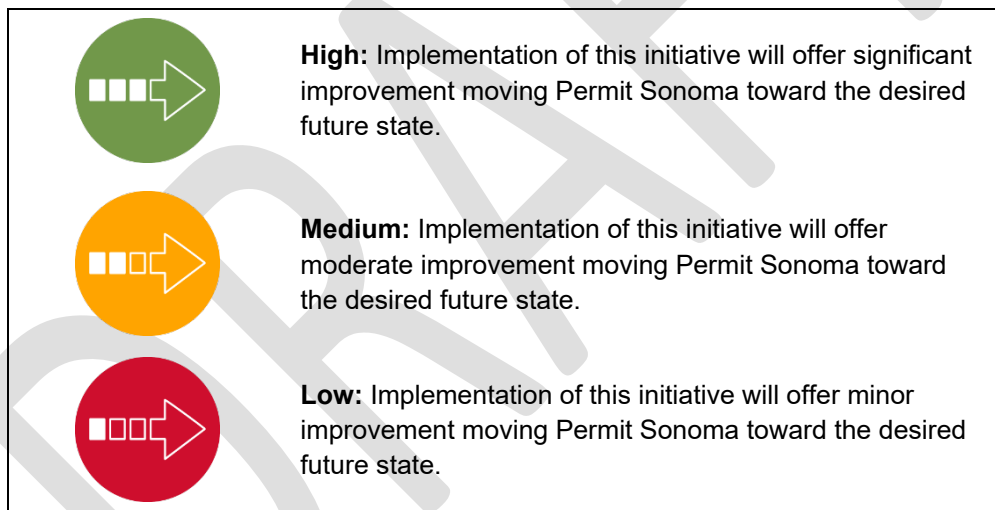 High: Implementation of this initiative will offer significant
improvement moving Permit Sonoma toward the desired
future state.
Medium: Implementation of this initiative will offer
moderate improvement moving Permit Sonoma toward
the desired future state.
Low: Implementation of this initiative will offer minor
improvement moving Permit Sonoma toward the desired
future state.